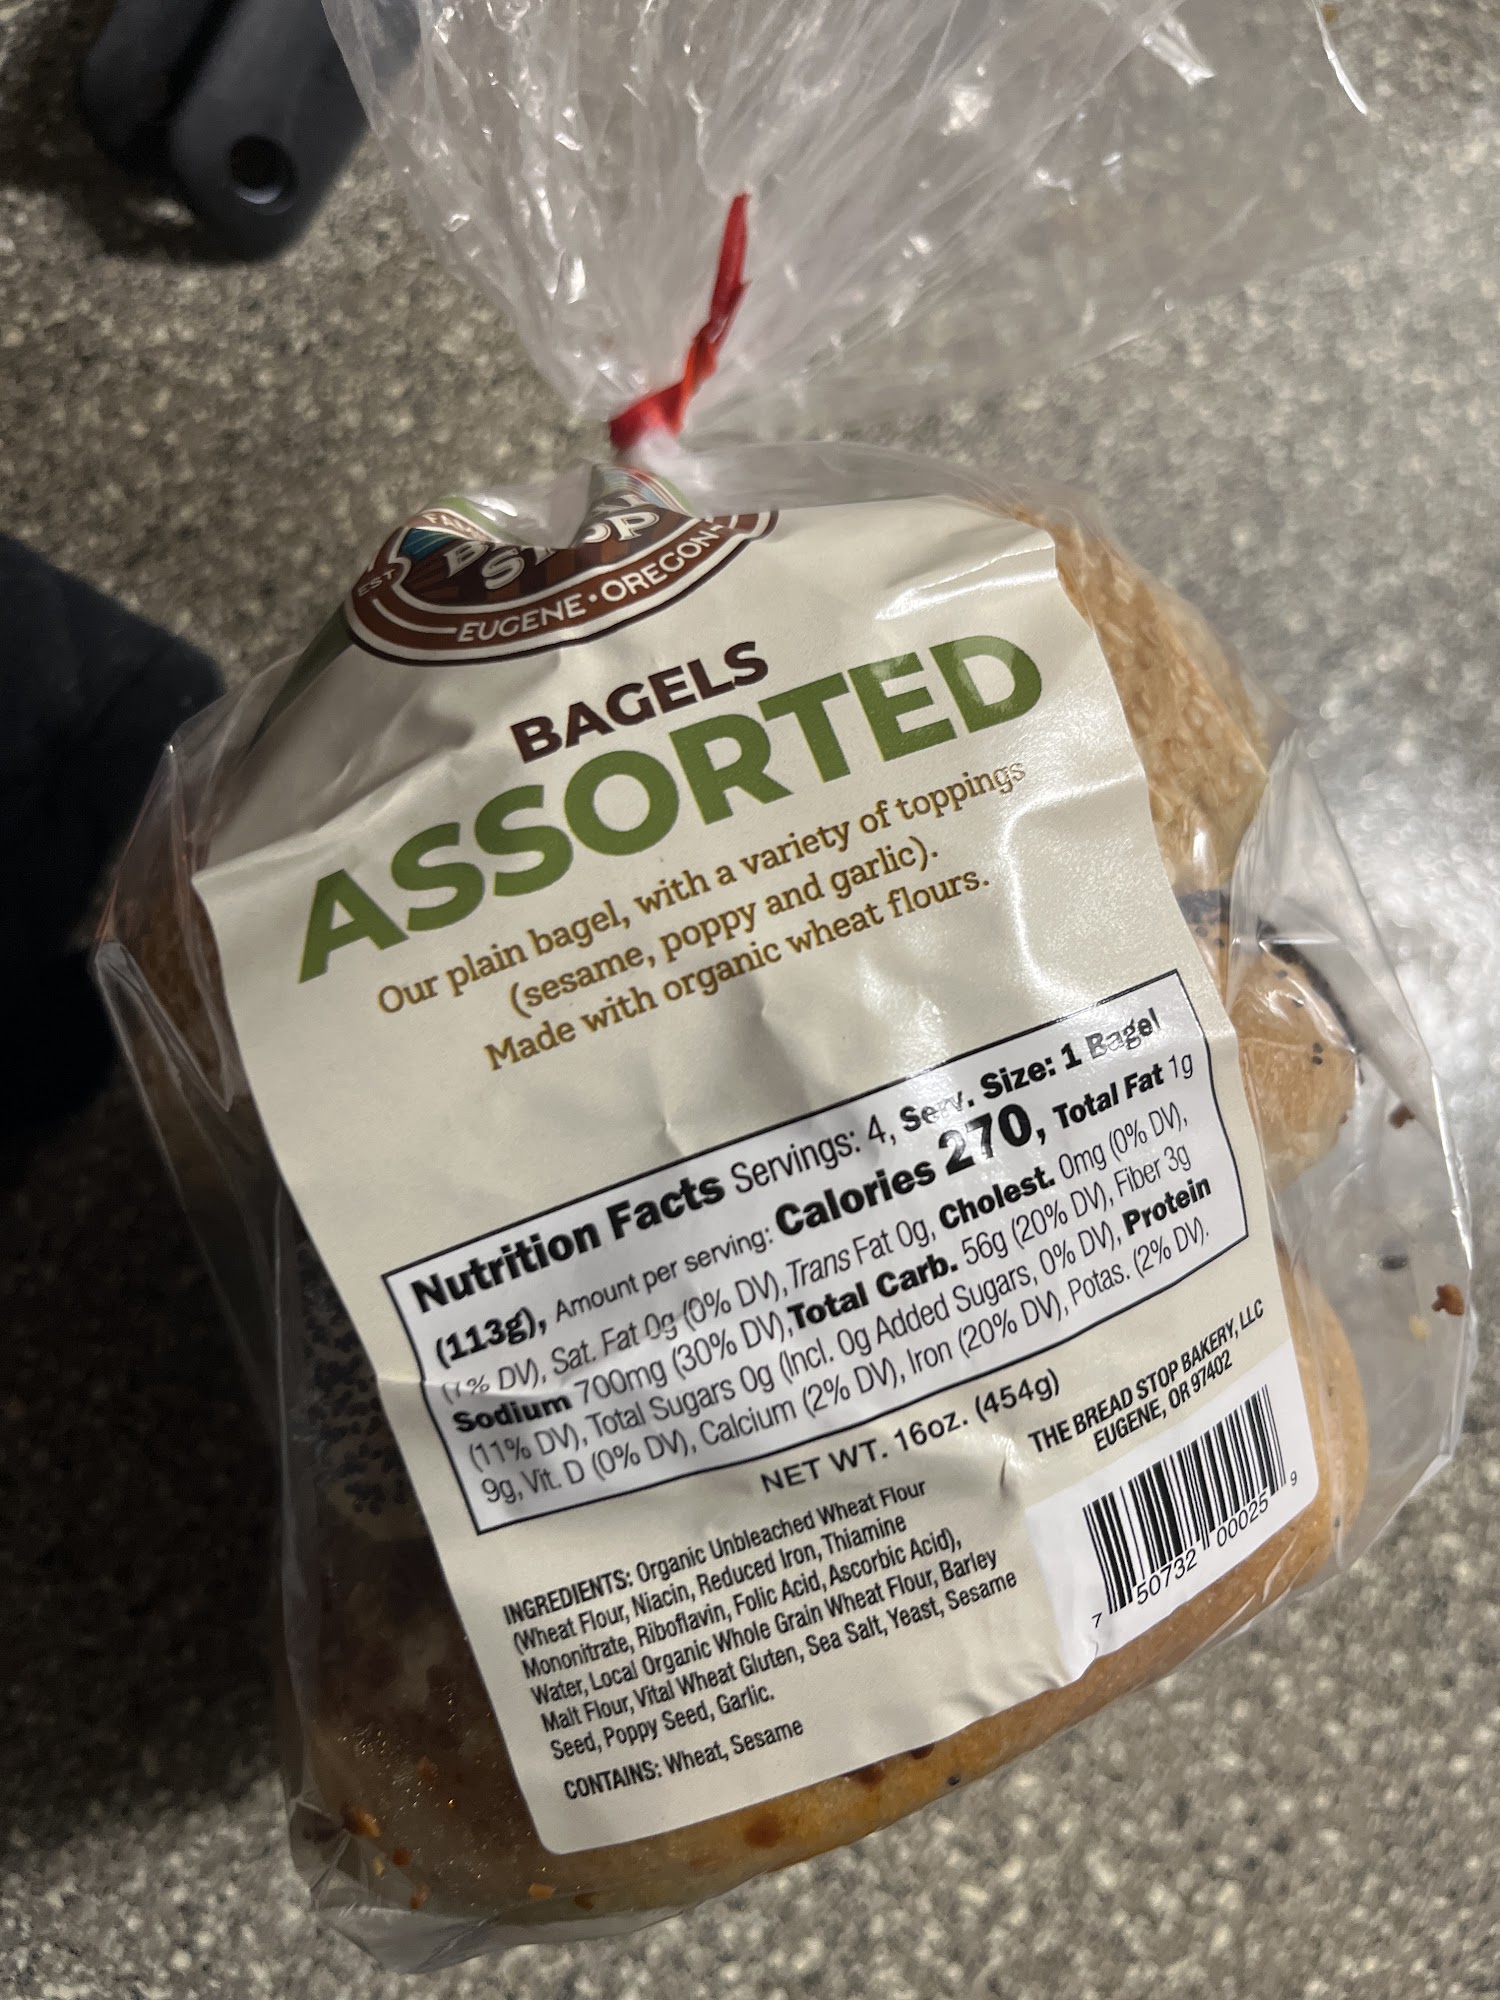 EST
STOP
EUGENE • OREGON
BAGELS
ASSORTED
Our plain bagel, with a variety of toppings
(sesame, poppy and garlic).
Made with organic wheat flours.
Nutrition Facts Servings: 4, Serv. Size: 1 Bagel
(113g), Amount per serving: Calories 270, Total Fat 1g
(1% DV), Sat. Fat 0g (0% DV), Trans Fat 0g, Cholest. 0mg (0% DV),
Sodium 700mg (30% DV), Total Carb. 56g (20% DV), Fiber 3g
(11% DV), Total Sugars 0g (Incl. 0g Added Sugars, 0% DV), Protein
9g, Vit. D (0% DV), Calcium (2% DV), Iron (20% DV), Potas. (2% DV).
NET WT. 16oz. (454g)
THE BREAD STOP BAKERY, LLC
EUGENE, OR 97402
INGREDIENTS: Organic Unbleached Wheat Flour
(Wheat Flour, Niacin, Reduced Iron, Thiamine
Mononitrate, Riboflavin, Folic Acid, Ascorbic Acid),
Water, Local Organic Whole Grain Wheat Flour, Barley
Malt Flour, Vital Wheat Gluten, Sea Salt, Yeast, Sesame
Seed, Poppy Seed, Garlic.
CONTAINS: Wheat, Sesame
7 50732 00025 9